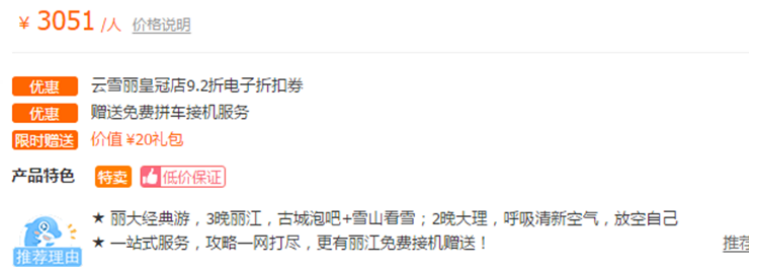 ¥ 3051 /人 价格说明
优惠 云雪丽皇冠店9.2折电子折扣券
优惠 赠送免费拼车接机服务
限时赠送 价值 ¥20礼包
产品特色 特卖 低价保证
★ 丽大经典游，3晚丽江，古城泡吧+雪山看雪；2晚大理，呼吸清新空气，放空自己
★ 一站式服务，攻略一网打尽，更有丽江免费接机赠送！ 推荐
推荐理由